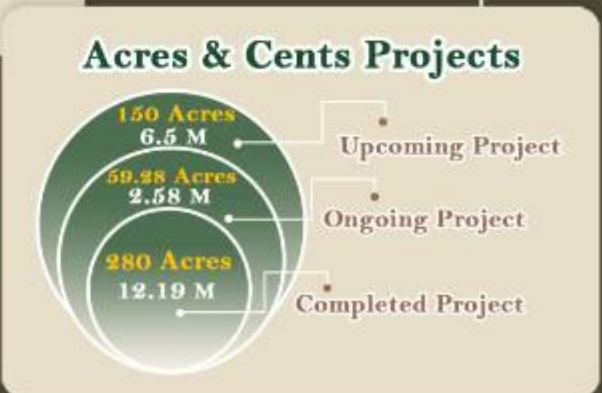 Acres & Cents Projects
150 Acres
6.5 M
Upcoming Project
59.28 Acres
2.58 M
Ongoing Project
280 Acres
12.19 M
Completed Project